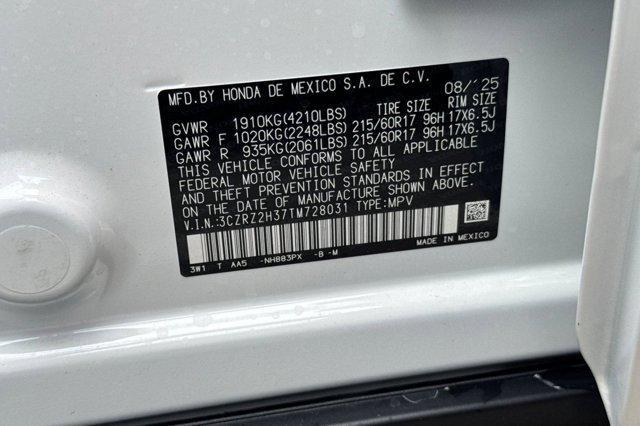 MFD.BY HONDA DE MEXICO S.A. DE C.V. 08/'25
TIRE SIZE RIM SIZE
GVWR 1910KG(4210LBS)
GAWR F 1020KG(2248LBS) 215/60R17 96H 17X6.5J
GAWR R 935KG(2061LBS) 215/60R17 96H 17X6.5J
THIS VEHICLE CONFORMS TO ALL APPLICABLE
FEDERAL MOTOR VEHICLE SAFETY
AND THEFT PREVENTION STANDARDS IN EFFECT
ON THE DATE OF MANUFACTURE SHOWN ABOVE.
V.I.N.:3CZRZ2H37TM728031 TYPE:MPV
MADE IN MEXICO
3W1 T AA5 -NH883PX -B -M